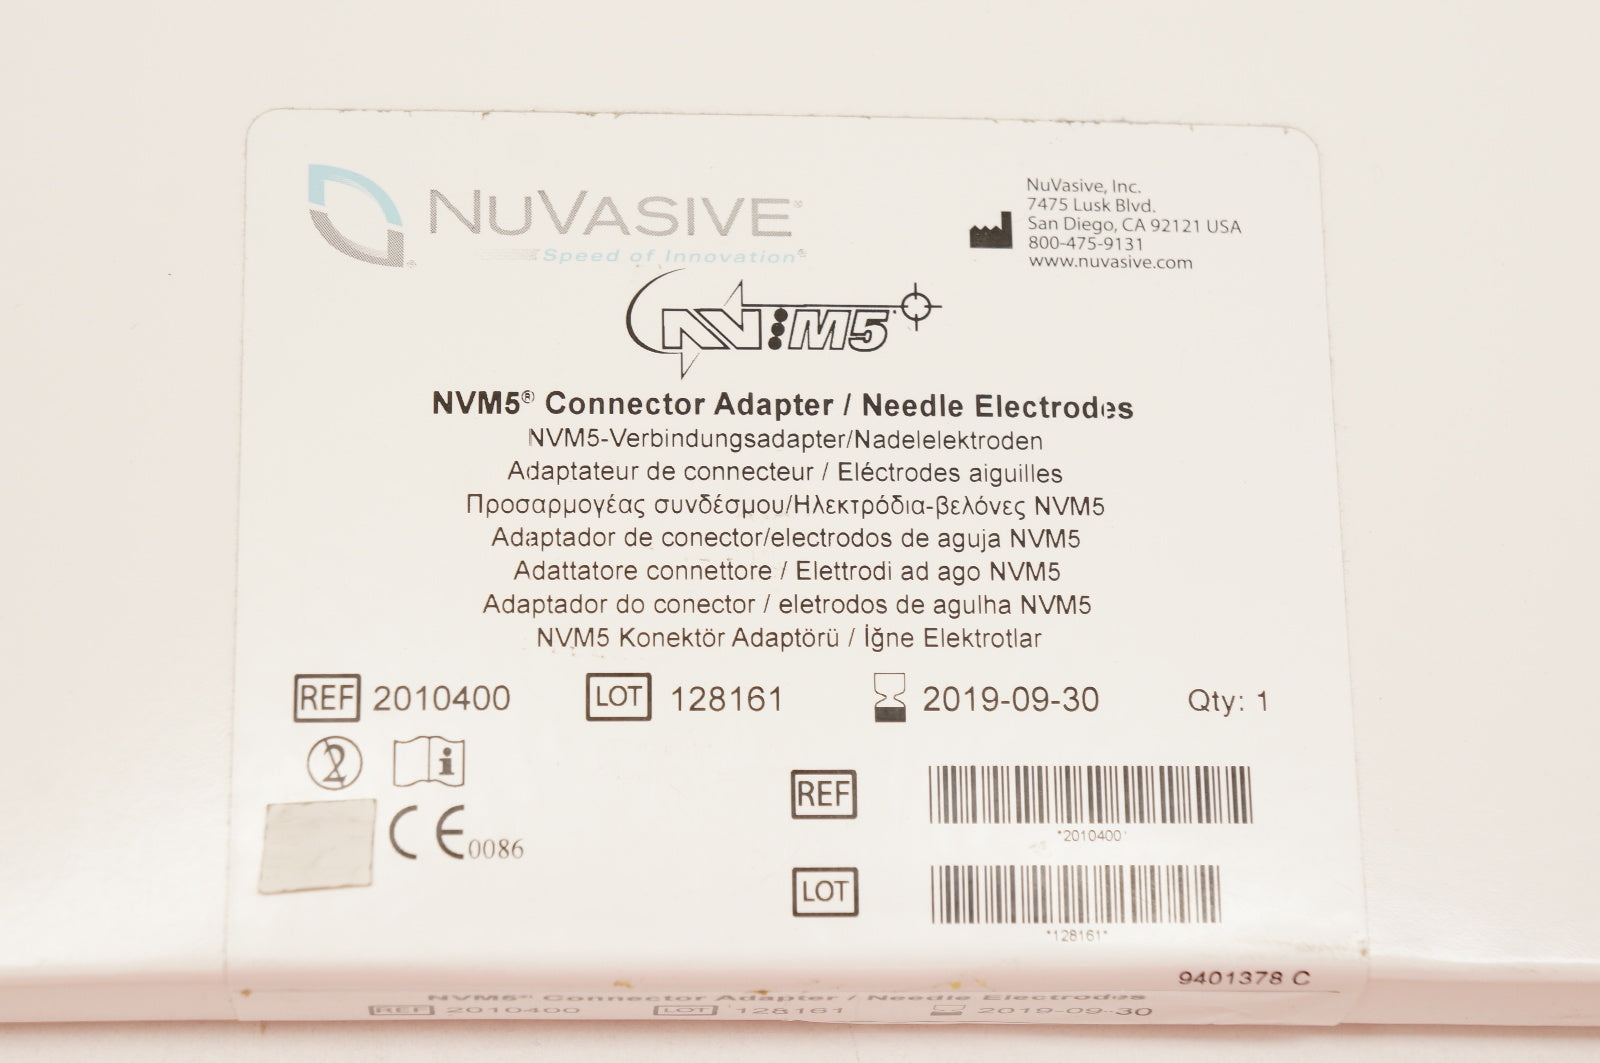 NUVASIVE®
Speed of Innovation®
NuVasive, Inc.
7475 Lusk Blvd.
San Diego, CA 92121 USA
800-475-9131
www.nuvasive.com
NVM5
NVM5® Connector Adapter / Needle Electrodes
NVM5-Verbindungsadapter/Nadelelektroden
Adaptateur de connecteur / Eléctrodes aiguilles
Προσαρμογέας συνδέσμου/Ηλεκτρόδια-βελόνες NVM5
Adaptador de conector/electrodos de aguja NVM5
Adattatore connettore / Elettrodi ad ago NVM5
Adaptador do conector / eletrodos de agulha NVM5
NVM5 Konektör Adaptörü / İğne Elektrotlar
REF 2010400 LOT 128161 2019-09-30 Qty: 1
2 i
REF
*2010400*
CE 0086
LOT
*128161*
9401378 C
NVM5® Connector Adapter / Needle Electrodes
REF 2010400 LOT 128161 2019-09-30